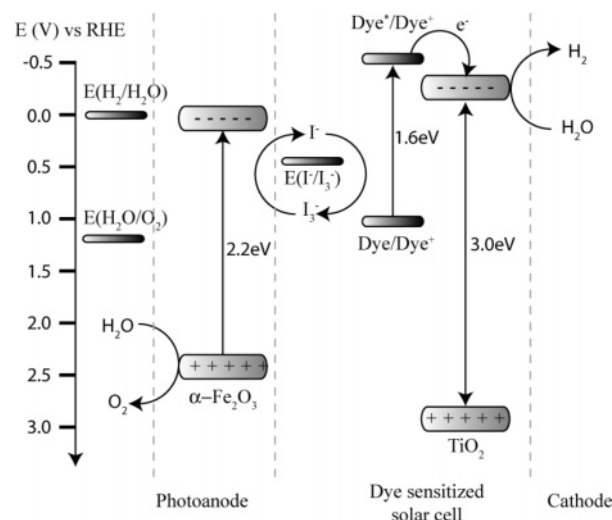 E (V) vs RHE
-0.5
0.0
0.5
1.0
1.5
2.0
2.5
3.0
E(H₂/H₂O)
E(H₂O/O₂)
H₂O
O₂
- - - - -
2.2eV
+ + + + +
α–Fe₂O₃
I⁻
E(I⁻/I₃⁻)
I₃⁻
Dye*/Dye⁺
e⁻
1.6eV
Dye/Dye⁺
- - - - -
3.0eV
+ + + + +
TiO₂
H₂
H₂O
Photoanode
Dye sensitized
solar cell
Cathode